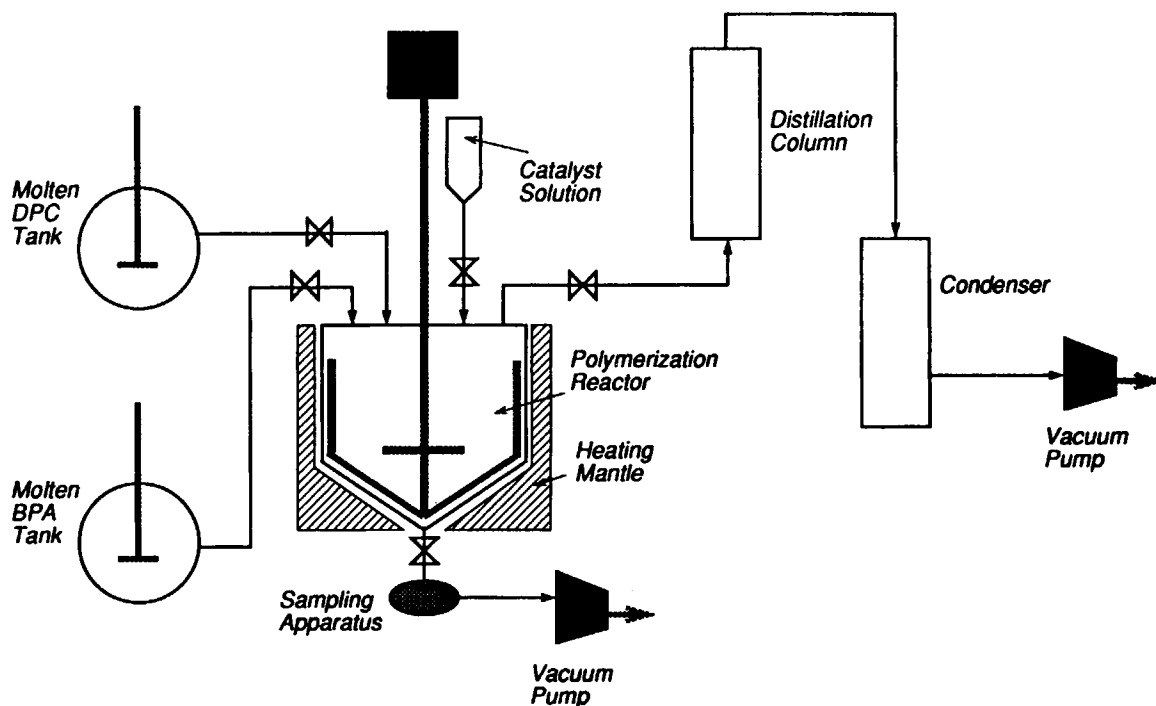 Molten
DPC
Tank
Catalyst
Solution
Distillation
Column
Condenser
Polymerization
Reactor
Heating
Mantle
Vacuum
Pump
Molten
BPA
Tank
Sampling
Apparatus
Vacuum
Pump